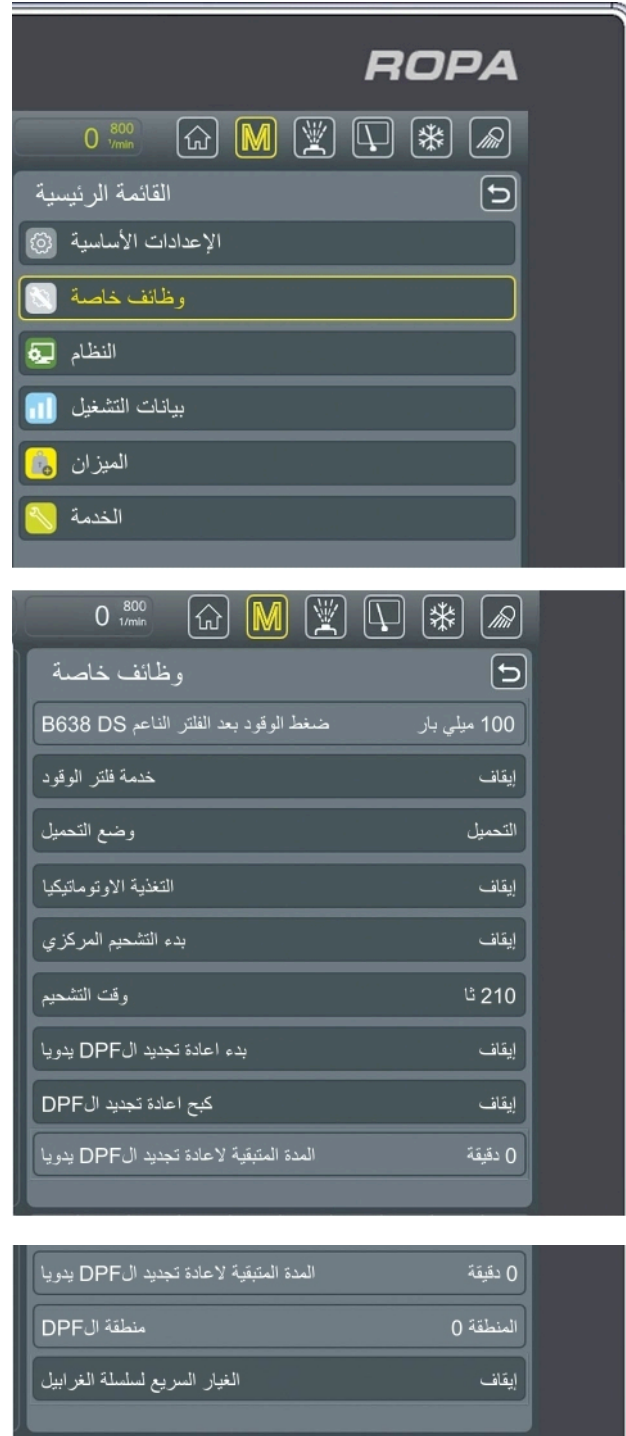 ROPA
0 800 1/min M
القائمة الرئيسية
الإعدادات الأساسية
وظائف خاصة
النظام
بيانات التشغيل
الميزان
الخدمة
0 800 1/min M
وظائف خاصة
ضغط الوقود بعد الفلتر الناعم B638 DS 100 ميلي بار
خدمة فلتر الوقود إيقاف
وضع التحميل التحميل
التغذية الاوتوماتيكيا إيقاف
بدء التشحيم المركزي إيقاف
وقت التشحيم 210 ثا
بدء اعادة تجديد الDPF يدويا إيقاف
كبح اعادة تجديد الDPF إيقاف
المدة المتبقية لاعادة تجديد الDPF يدويا 0 دقيقة
المدة المتبقية لاعادة تجديد الDPF يدويا 0 دقيقة
منطقة الDPF المنطقة 0
الغيار السريع لسلسلة الغرابيل إيقاف